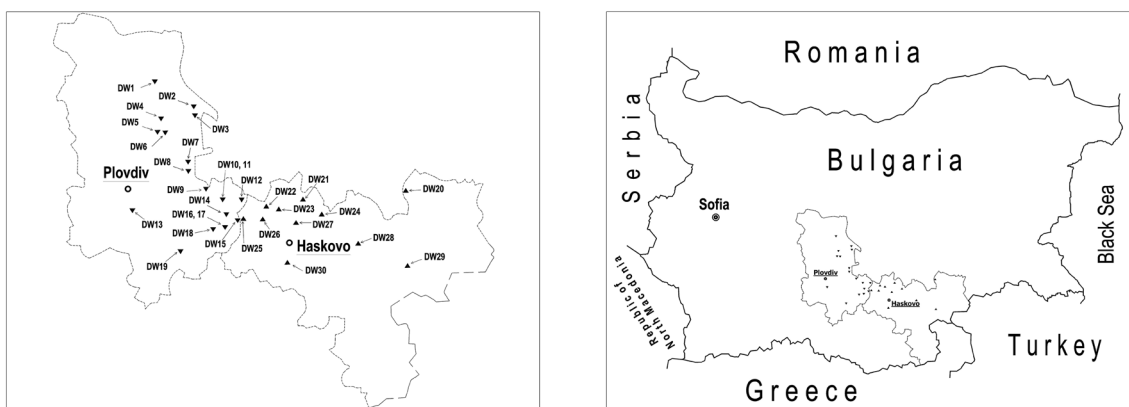 DW1
DW2
DW4
DW5
DW3
DW6
DW7
DW8
DW10, 11
Plovdiv
DW12
DW21
DW22
DW9
DW20
DW14
DW23
DW24
DW16, 17
DW13
DW27
DW18
DW26
DW28
DW15
DW25
Haskovo
DW19
DW30
DW29
Romania
Serbia
Bulgaria
Sofia
Black Sea
Plovdiv
Republic of
North Macedonia
Haskovo
Turkey
Greece